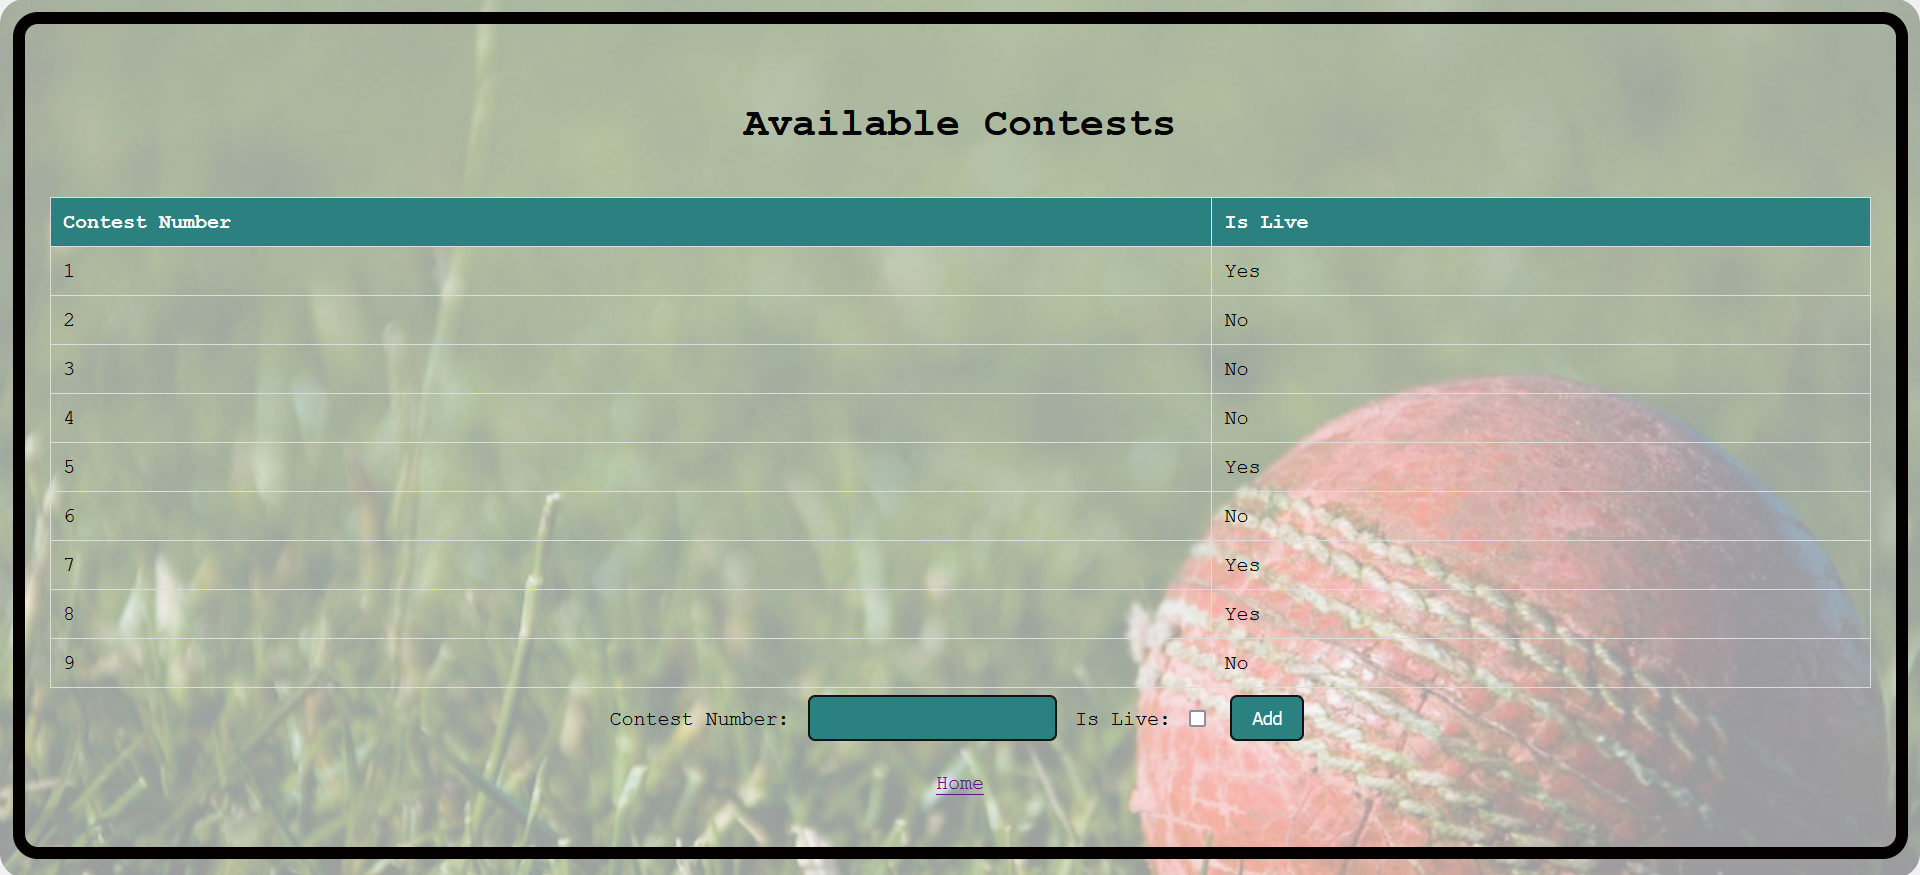 Available Contests
Contest Number Is Live
1 Yes
2 No
3 No
4 No
5 Yes
6 No
7 Yes
8 Yes
9 No
Contest Number: Is Live: Add
Home